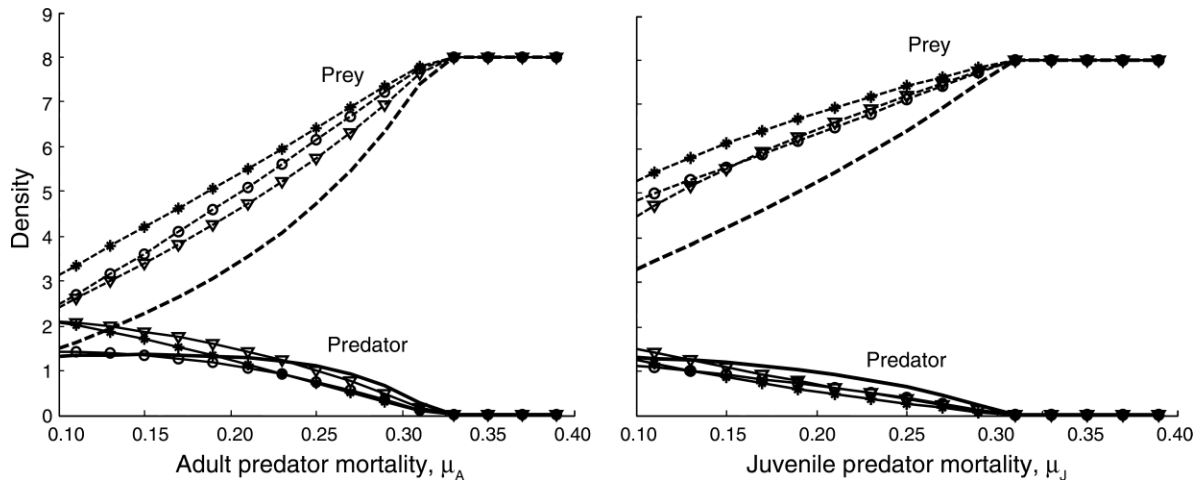 9
8
7
6
5
4
3
2
1
0
Density
Prey
Predator
0.10 0.15 0.20 0.25 0.30 0.35 0.40
Adult predator mortality, μA
Prey
Predator
0.10 0.15 0.20 0.25 0.30 0.35 0.40
Juvenile predator mortality, μJ